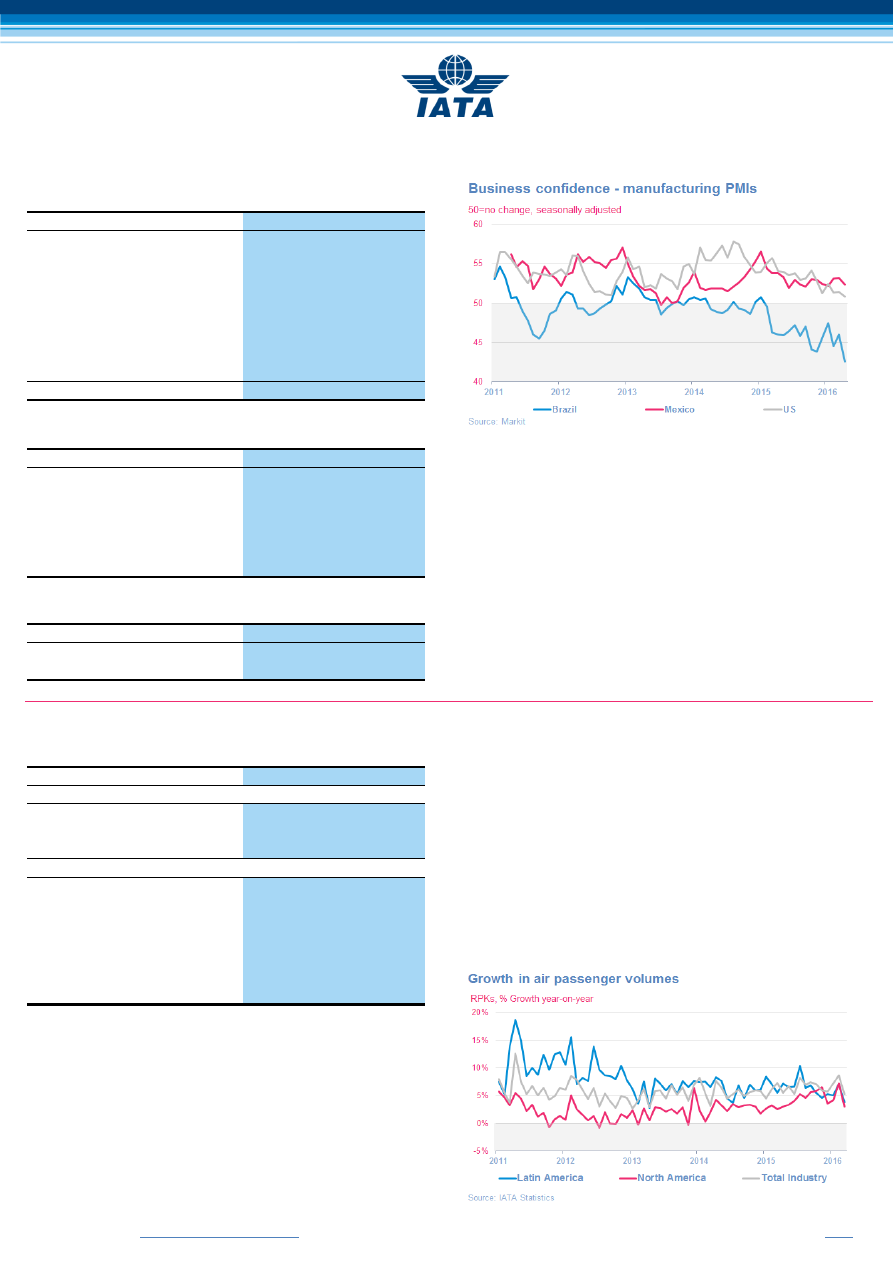 IATA
Business confidence - manufacturing PMIs
50=no change, seasonally adjusted
60
55
50
45
40
2011 2012 2013 2014 2015 2016
Brazil Mexico US
Source: Markit
Growth in air passenger volumes
RPKs, % Growth year-on-year
20%
15%
10%
5%
0%
-5%
2011 2012 2013 2014 2015 2016
Latin America North America Total Industry
Source: IATA Statistics